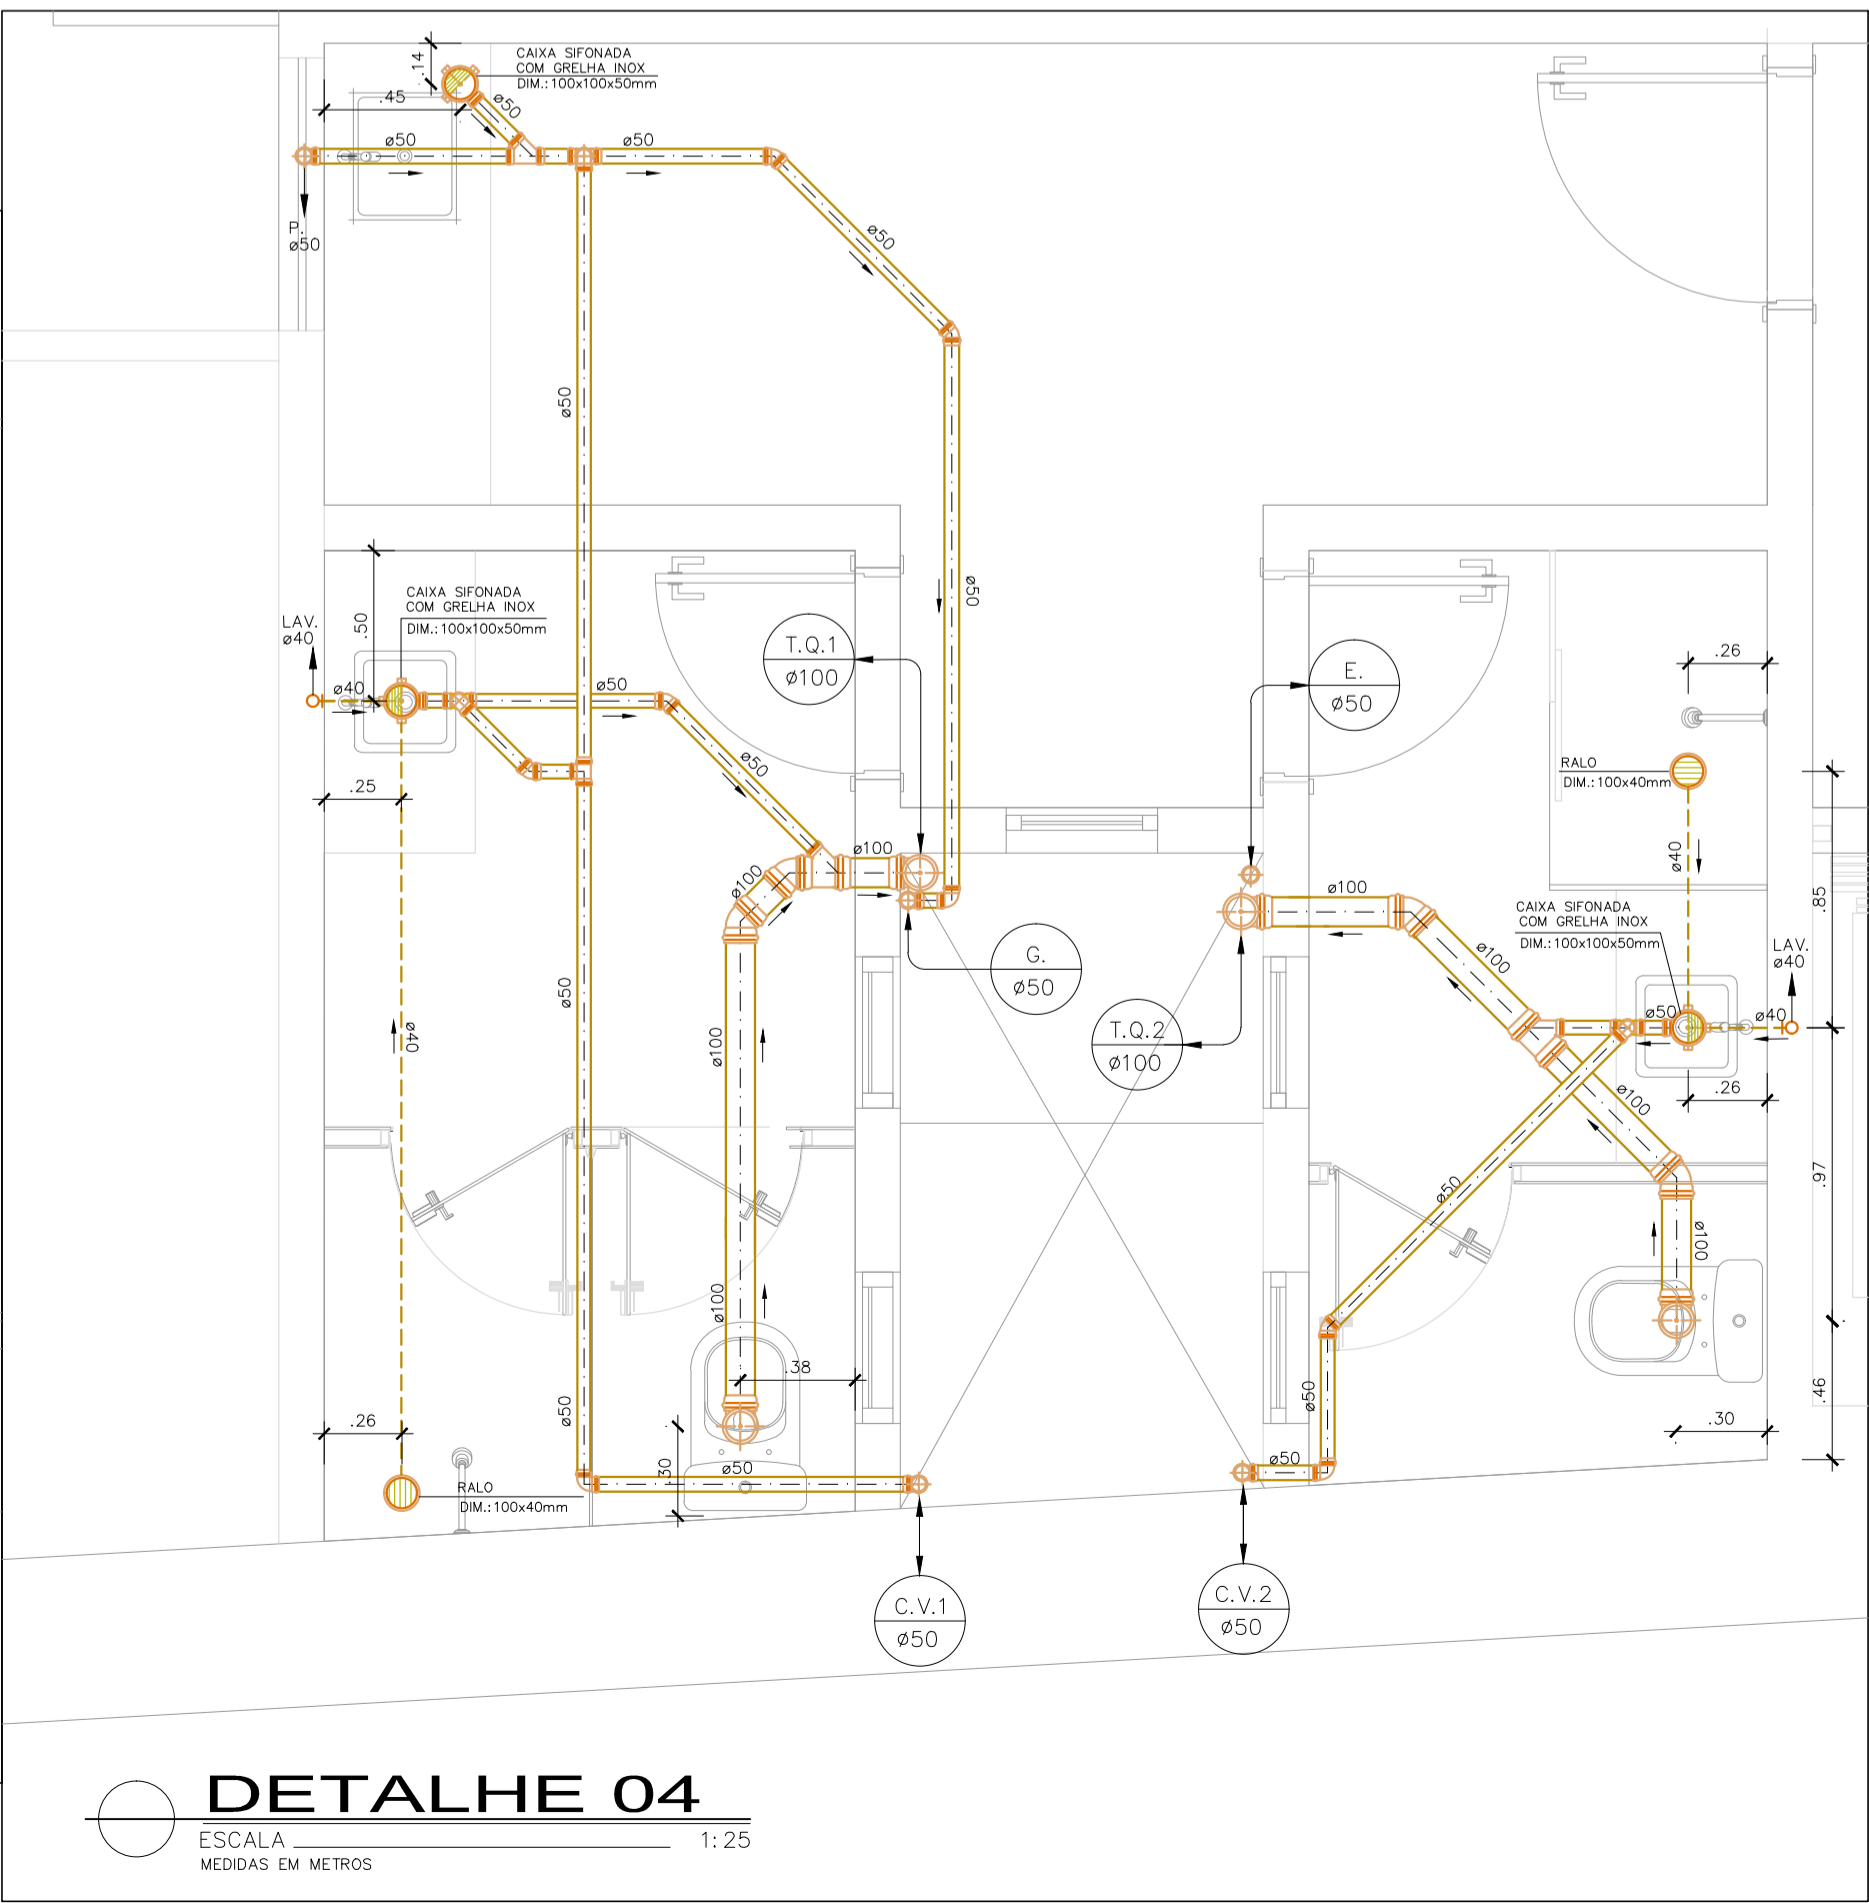 .14
CAIXA SIFONADA
COM GRELHA INOX
DIM.:100x100x50mm
.45
ø50
ø50
ø50
P.
ø50
ø50
ø50
ø50
.50
CAIXA SIFONADA
COM GRELHA INOX
DIM.:100x100x50mm
LAV.
ø40
ø40
ø50
ø50
.25
T.Q.1
Ø100
E.
Ø50
.26
RALO
DIM.:100x40mm
ø40
.85
ø100
ø100
ø100
ø100
CAIXA SIFONADA
COM GRELHA INOX
DIM.:100x100x50mm
LAV.
ø40
G.
Ø50
T.Q.2
Ø100
ø50
ø40
ø50
ø40
ø100
ø100
.26
.97
ø50
ø100
ø100
.38
.26
.30
ø50
ø50
RALO
DIM.:100x40mm
ø50
ø50
.30
.46
C.V.1
Ø50
C.V.2
Ø50
DETALHE 04
ESCALA 1:25
MEDIDAS EM METROS